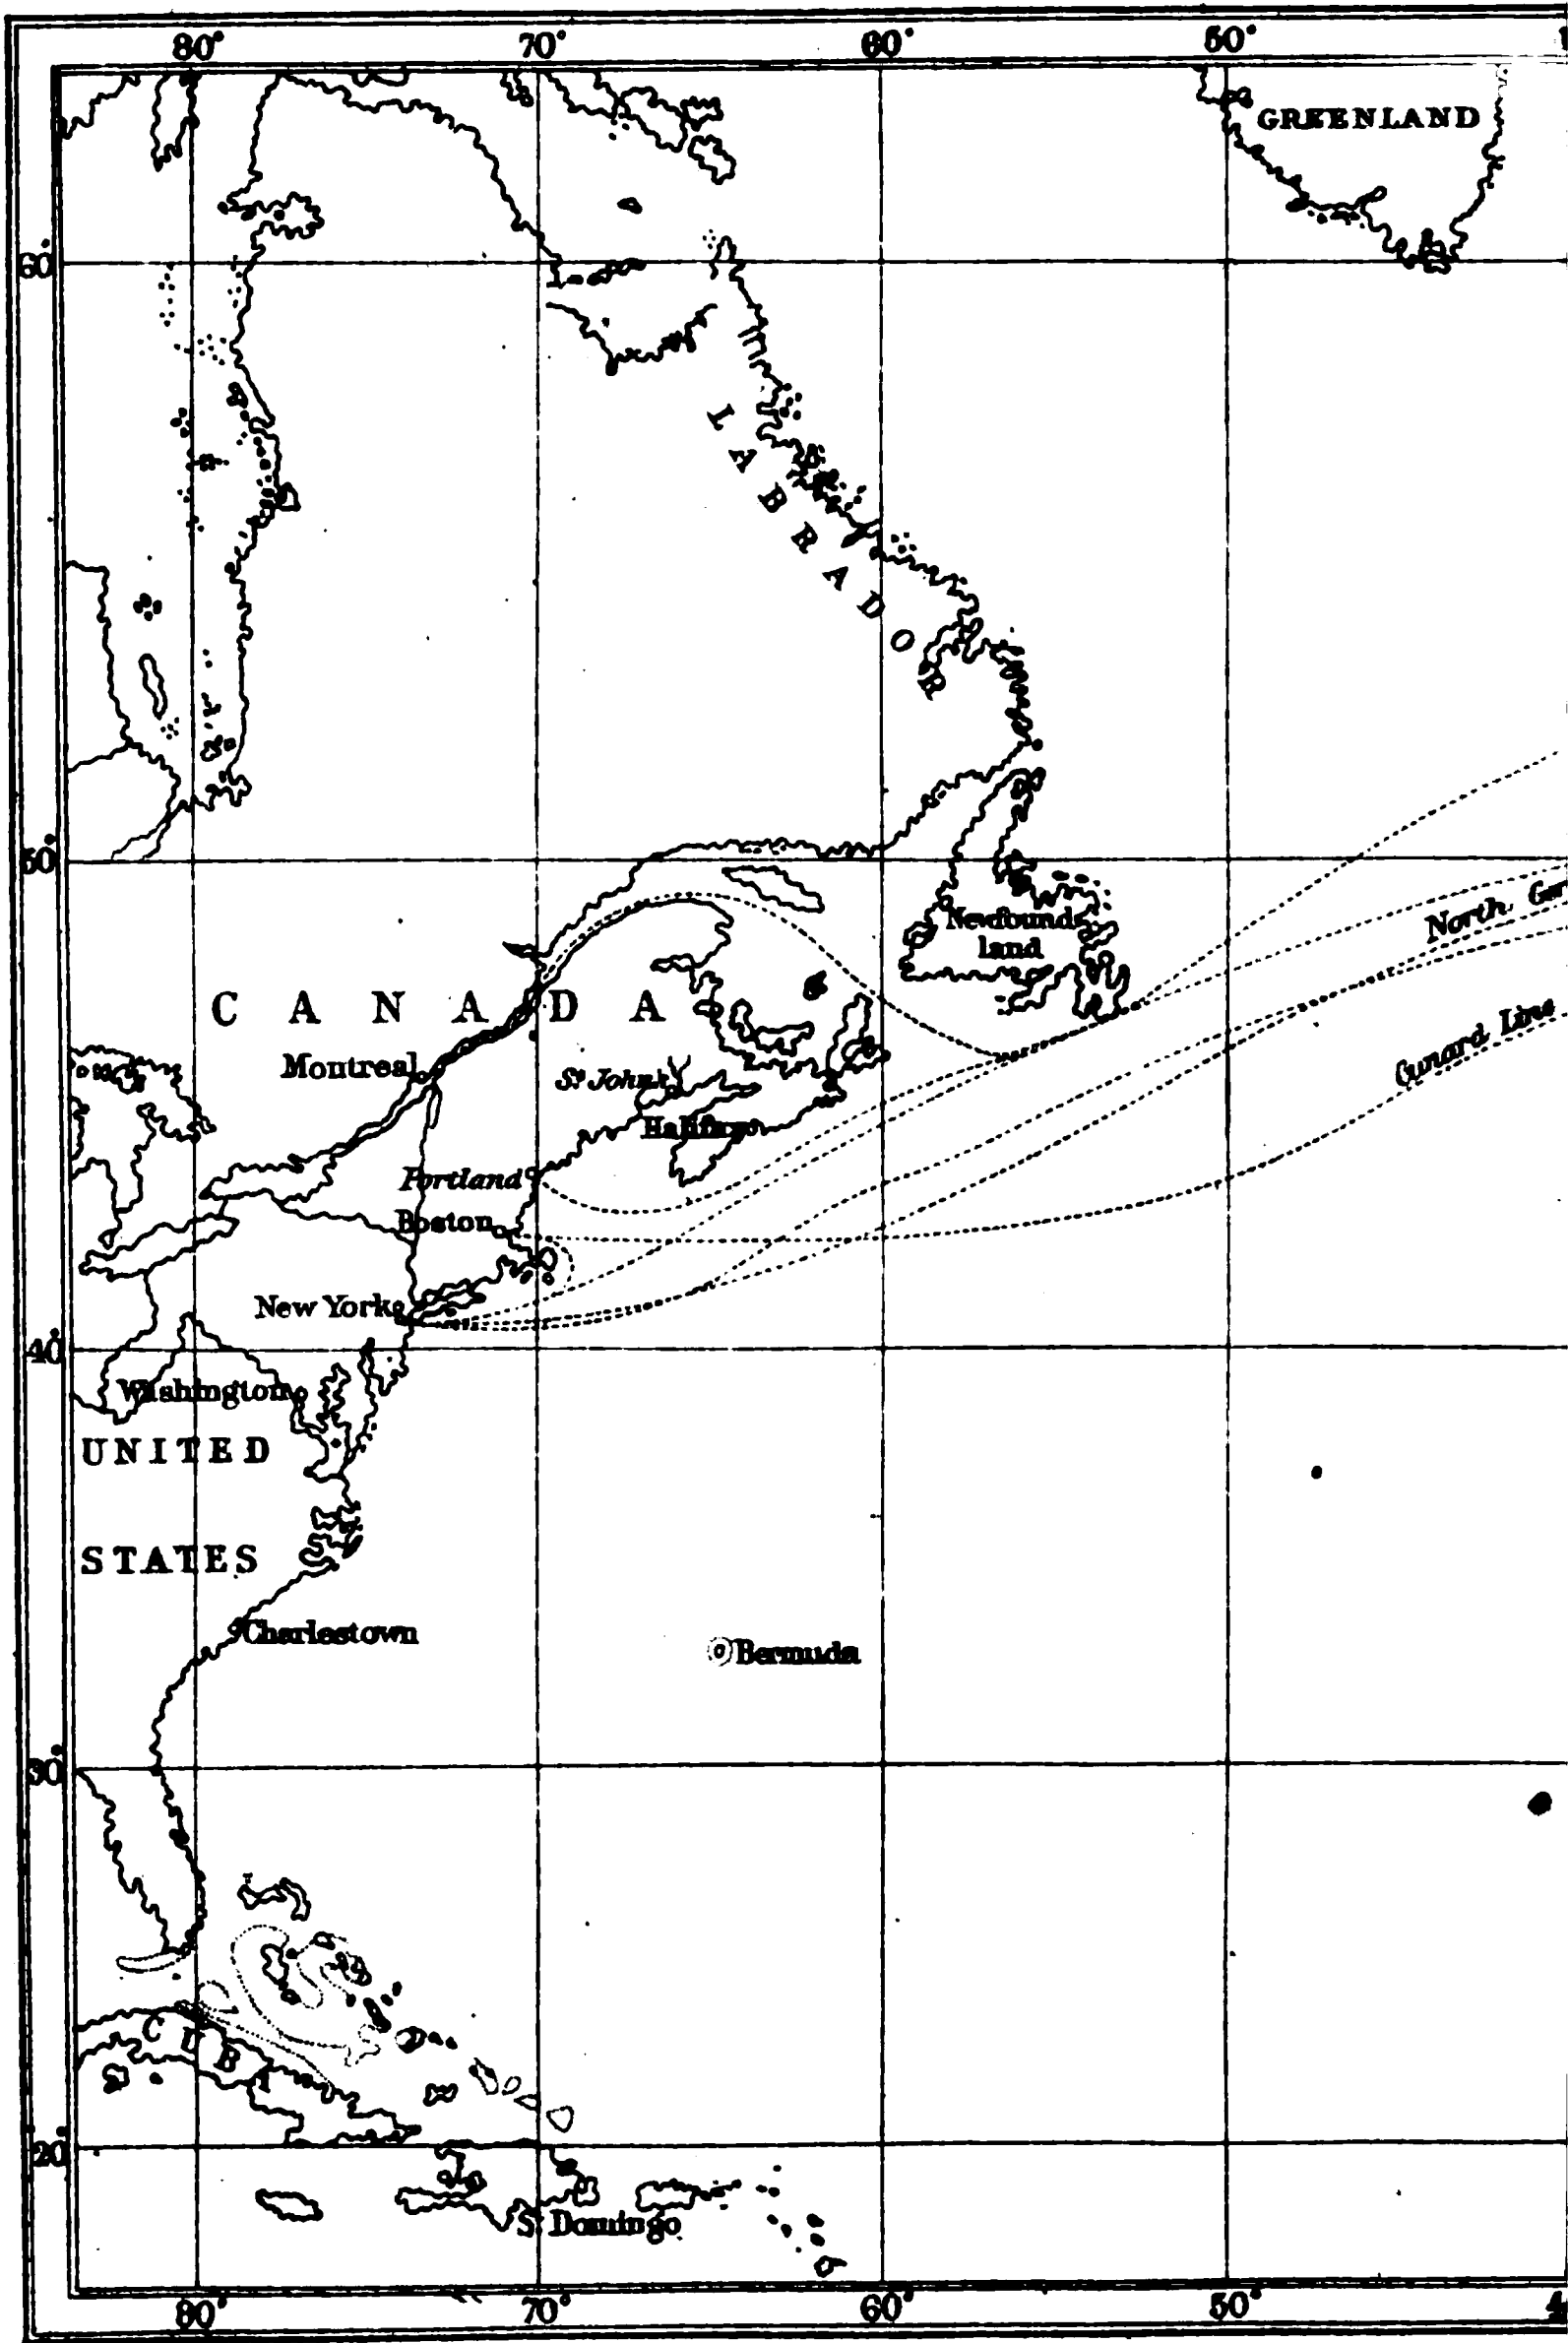 80° 70° 60° 50°
GREENLAND
60°
LABRADOR
50°
Newfound-
land
North Ger
CANADA
Montreal
St. John's
Cunard Line
Halifax
Portland
Boston
New York
40°
Washington
UNITED
STATES
Charlestown
Bermuda
30°
CUBA
20°
St. Domingo
80° 70° 60° 50°